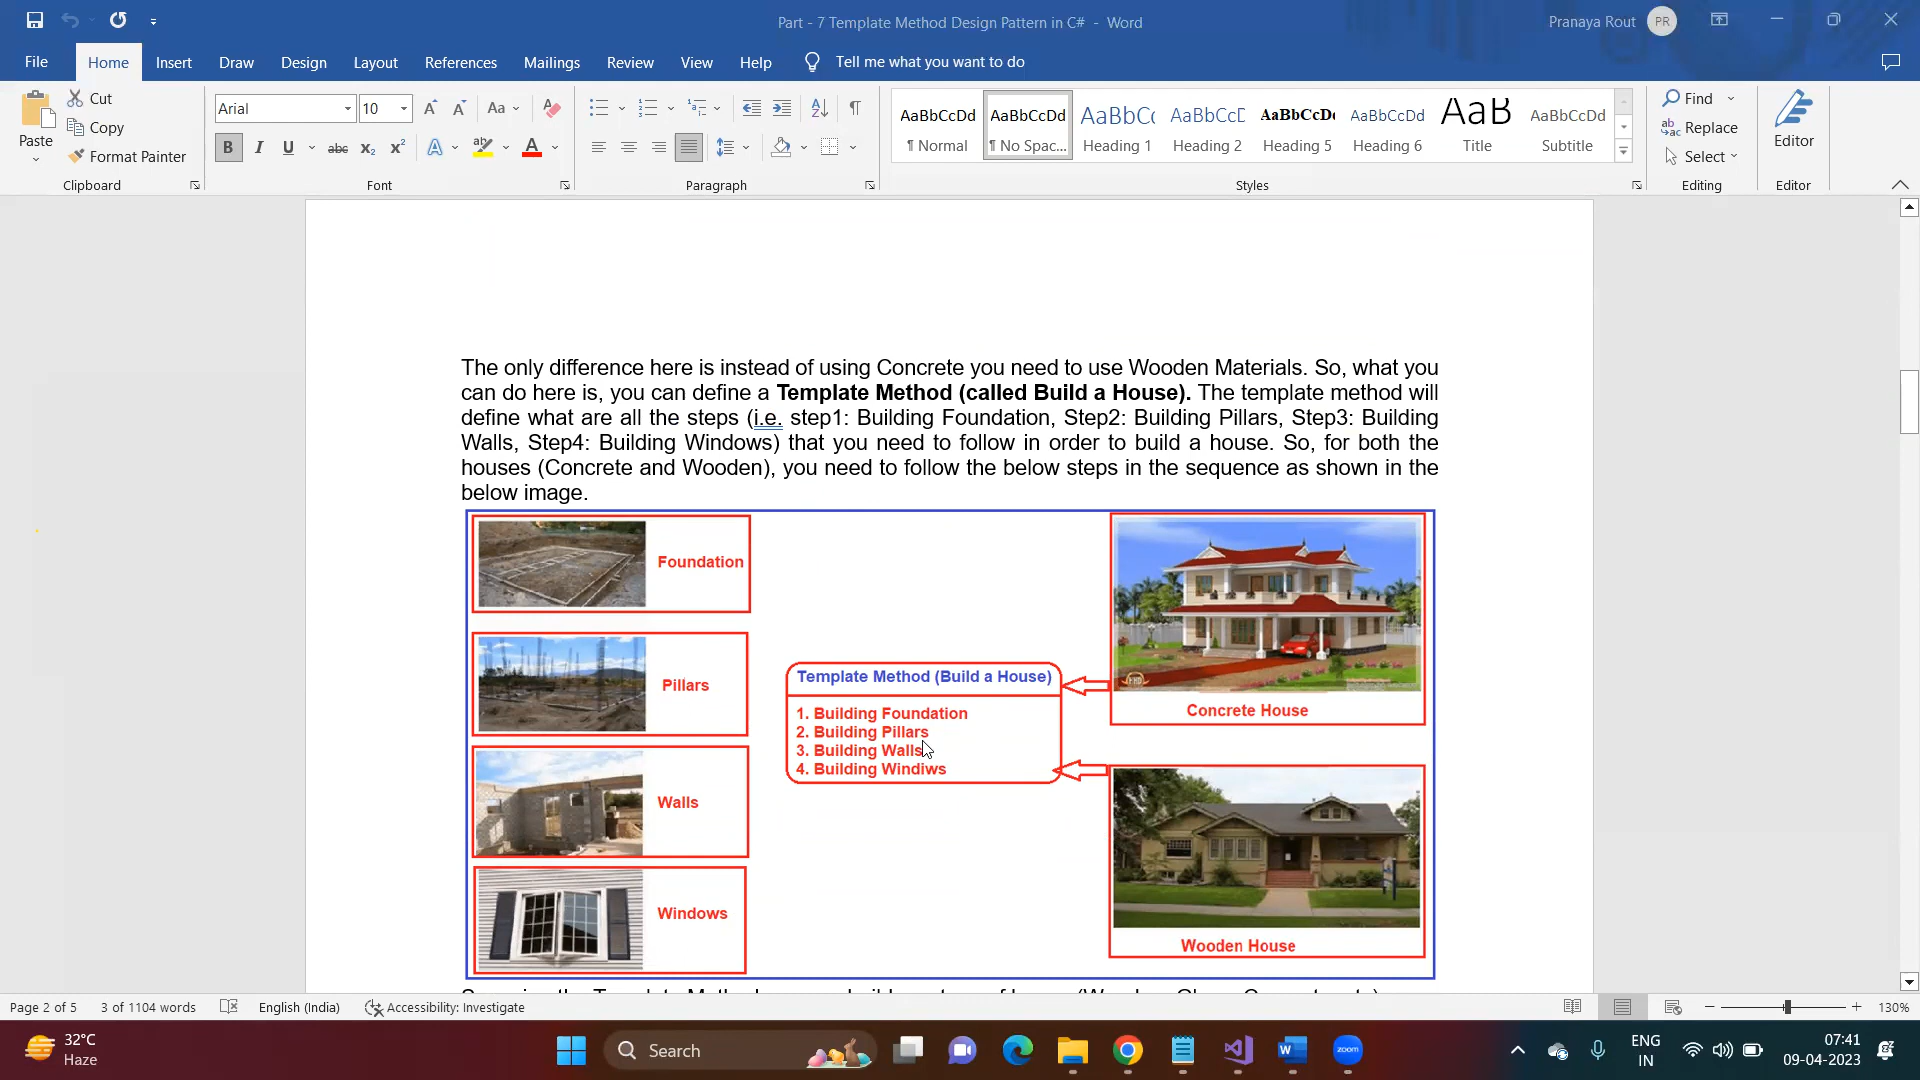 Part - 7 Template Method Design Pattern in C# - Word
Pranaya Rout
PR
File
Home
Insert
Draw
Design
Layout
References
Mailings
Review
View
Help
Tell me what you want to do
Paste
Cut
Copy
Format Painter
Clipboard
Arial
10
Font
Paragraph
AaBbCcDd
¶ Normal
AaBbCcDd
¶ No Spac...
AaBbC(
Heading 1
AaBbCcD
Heading 2
AaBbCcDd
Heading 5
AaBbCcDd
Heading 6
AaB
Title
AaBbCcDd
Subtitle
Styles
Find
Replace
Select
Editing
Editor
Editor
The only difference here is instead of using Concrete you need to use Wooden Materials. So, what you
can do here is, you can define a Template Method (called Build a House). The template method will
define what are all the steps (i.e. step1: Building Foundation, Step2: Building Pillars, Step3: Building
Walls, Step4: Building Windows) that you need to follow in order to build a house. So, for both the
houses (Concrete and Wooden), you need to follow the below steps in the sequence as shown in the
below image.
Foundation
Pillars
Walls
Windows
Template Method (Build a House)
1. Building Foundation
2. Building Pillars
3. Building Walls
4. Building Windiws
Concrete House
Wooden House
Page 2 of 5
3 of 1104 words
English (India)
Accessibility: Investigate
130%
32°C
Haze
Search
zoom
ENG
IN
07:41
09-04-2023